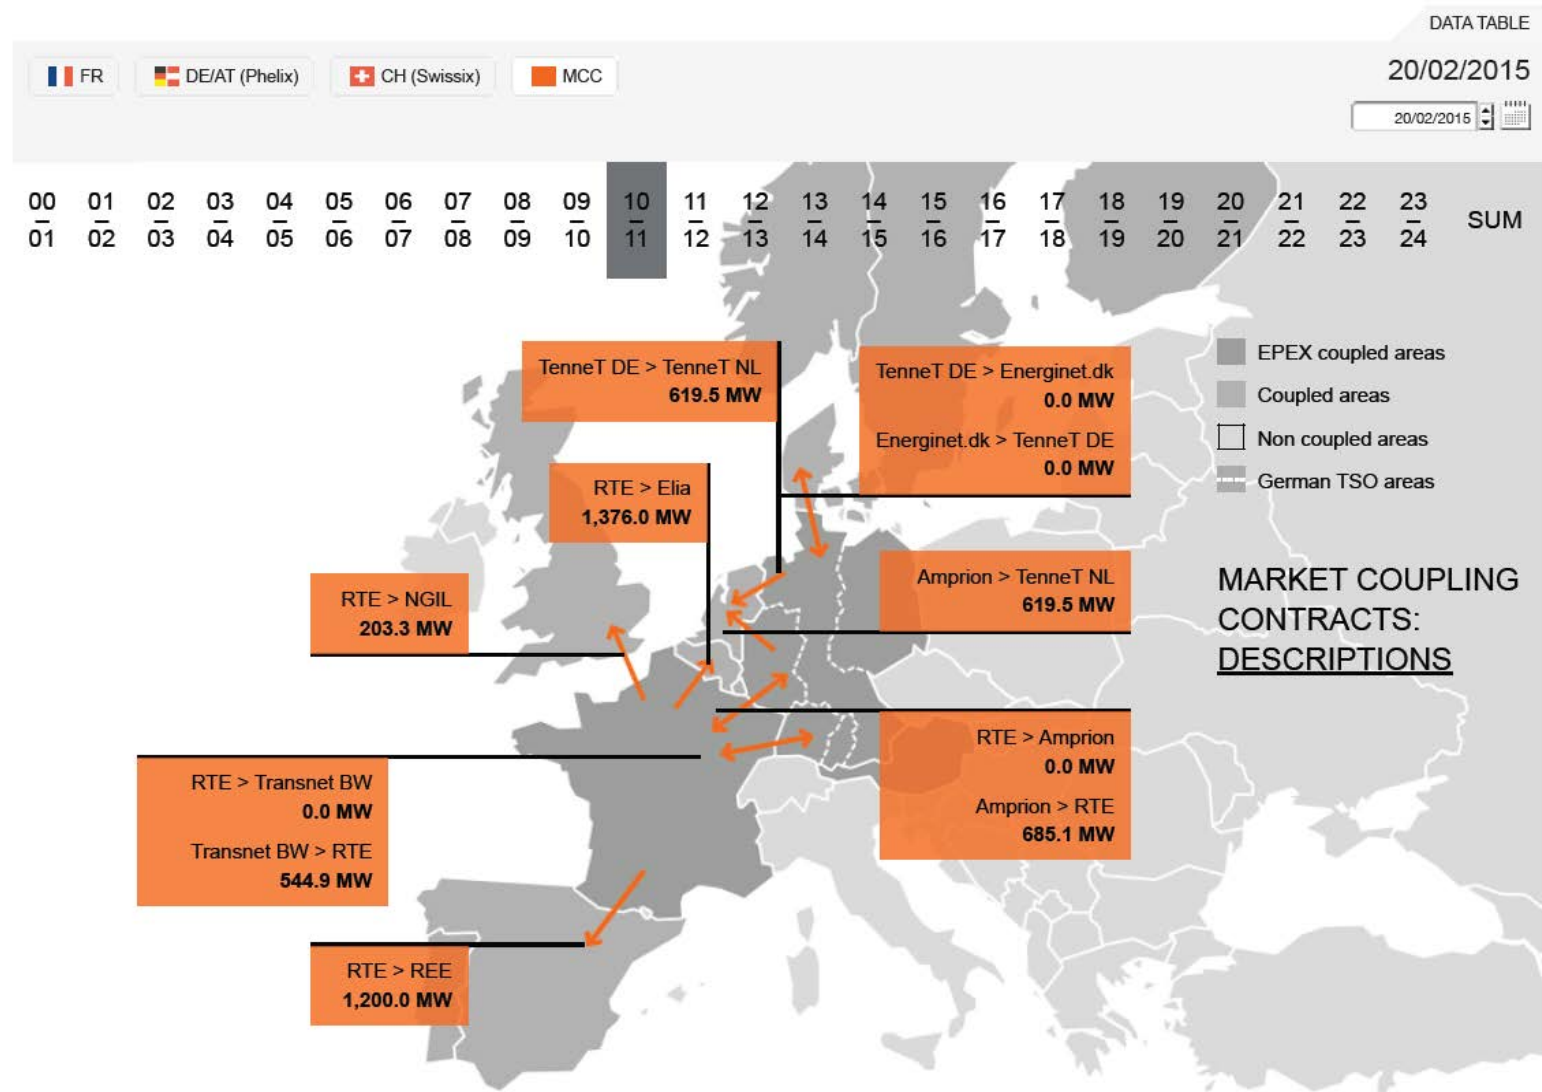 DATA TABLE
FR
DE/AT (Phelix)
CH (Swissix)
MCC
20/02/2015
20/02/2015
00 01 02 03 04 05 06 07 08 09 10 11 12 13 14 15 16 17 18 19 20 21 22 23
01 02 03 04 05 06 07 08 09 10 11 12 13 14 15 16 17 18 19 20 21 22 23 24
SUM
TenneT DE > TenneT NL
619.5 MW
TenneT DE > Energinet.dk
0.0 MW
Energinet.dk > TenneT DE
0.0 MW
EPEX coupled areas
Coupled areas
Non coupled areas
German TSO areas
RTE > Elia
1,376.0 MW
RTE > NGIL
203.3 MW
Amprion > TenneT NL
619.5 MW
MARKET COUPLING
CONTRACTS:
DESCRIPTIONS
RTE > Amprion
0.0 MW
Amprion > RTE
685.1 MW
RTE > Transnet BW
0.0 MW
Transnet BW > RTE
544.9 MW
RTE > REE
1,200.0 MW